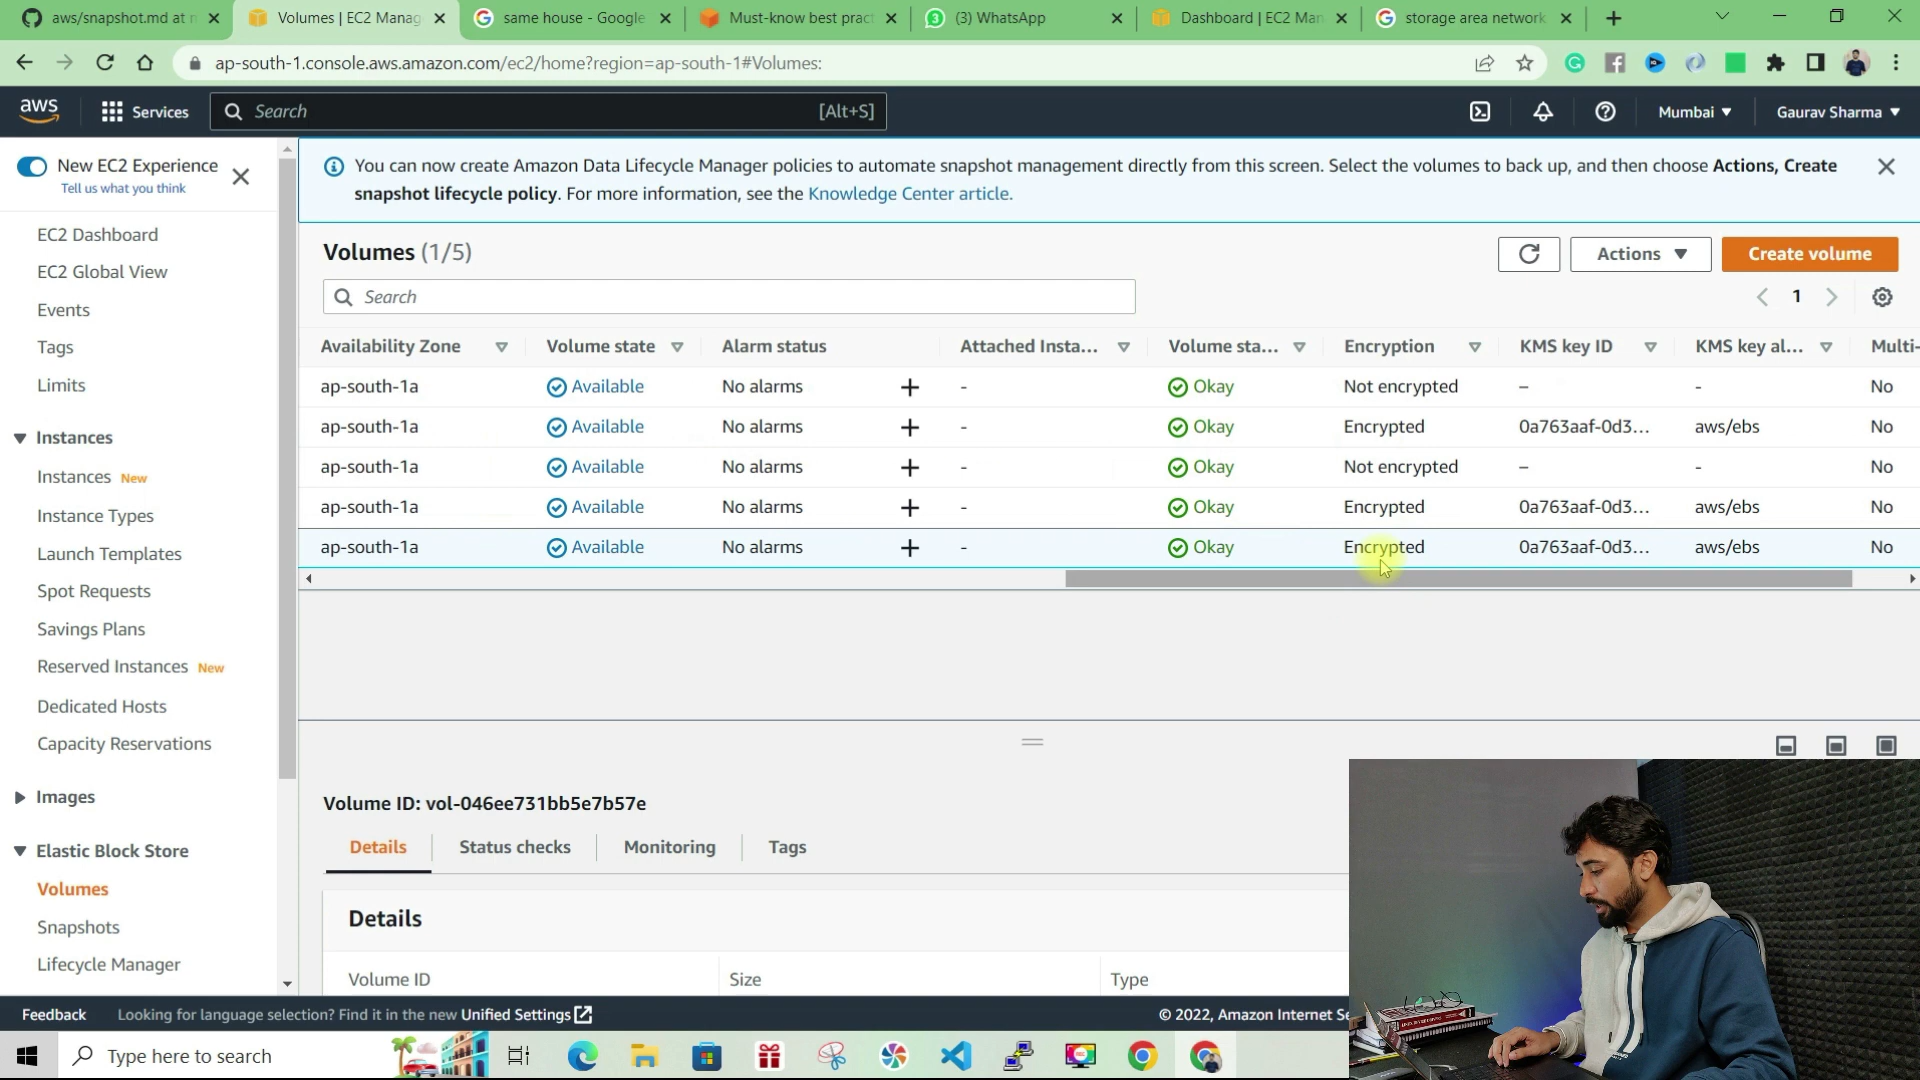 aws/snapshot.md at m
Volumes | EC2 Manag
same house - Google
Must-know best pract
(3) WhatsApp
Dashboard | EC2 Man
storage area network
ap-south-1.console.aws.amazon.com/ec2/home?region=ap-south-1#Volumes:
aws
Services
Search
[Alt+S]
Mumbai
Gaurav Sharma
New EC2 Experience
Tell us what you think
EC2 Dashboard
EC2 Global View
Events
Tags
Limits
Instances
Instances New
Instance Types
Launch Templates
Spot Requests
Savings Plans
Reserved Instances New
Dedicated Hosts
Capacity Reservations
Images
Elastic Block Store
Volumes
Snapshots
Lifecycle Manager
You can now create Amazon Data Lifecycle Manager policies to automate snapshot management directly from this screen. Select the volumes to back up, and then choose Actions, Create
snapshot lifecycle policy. For more information, see the Knowledge Center article.
Volumes (1/5)
Actions
Create volume
Search
1
Availability Zone Volume state Alarm status Attached Insta... Volume sta... Encryption KMS key ID KMS key al... Multi-
ap-south-1a Available No alarms + - Okay Not encrypted – - No
ap-south-1a Available No alarms + - Okay Encrypted 0a763aaf-0d3... aws/ebs No
ap-south-1a Available No alarms + - Okay Not encrypted – - No
ap-south-1a Available No alarms + - Okay Encrypted 0a763aaf-0d3... aws/ebs No
ap-south-1a Available No alarms + - Okay Encrypted 0a763aaf-0d3... aws/ebs No
Volume ID: vol-046ee731bb5e7b57e
Details
Status checks
Monitoring
Tags
Details
Volume ID
Size
Type
Feedback
Looking for language selection? Find it in the new Unified Settings
© 2022, Amazon Internet Se
Type here to search